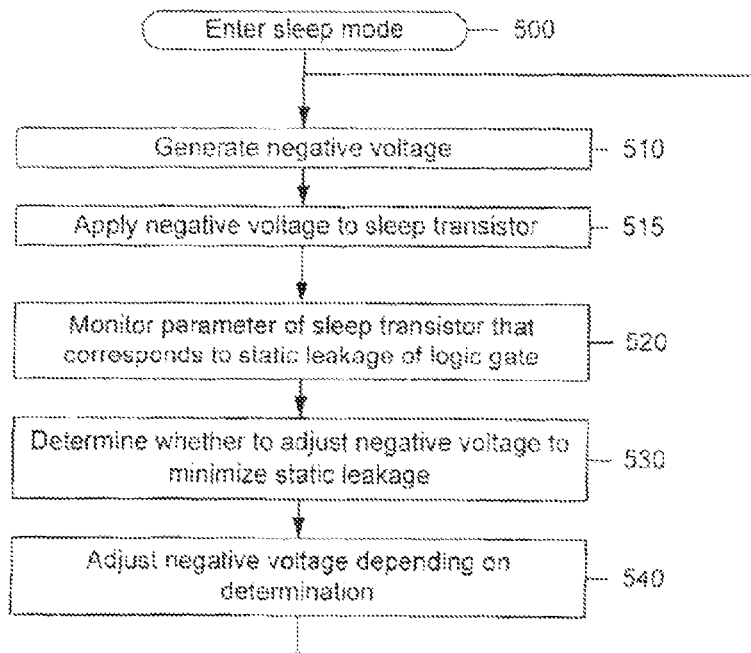 Enter sleep mode 500
Generate negative voltage 510
Apply negative voltage to sleep transistor 515
Monitor parameter of sleep transistor that
corresponds to static leakage of logic gate 520
Determine whether to adjust negative voltage to
minimize static leakage 530
Adjust negative voltage depending on
determination 540